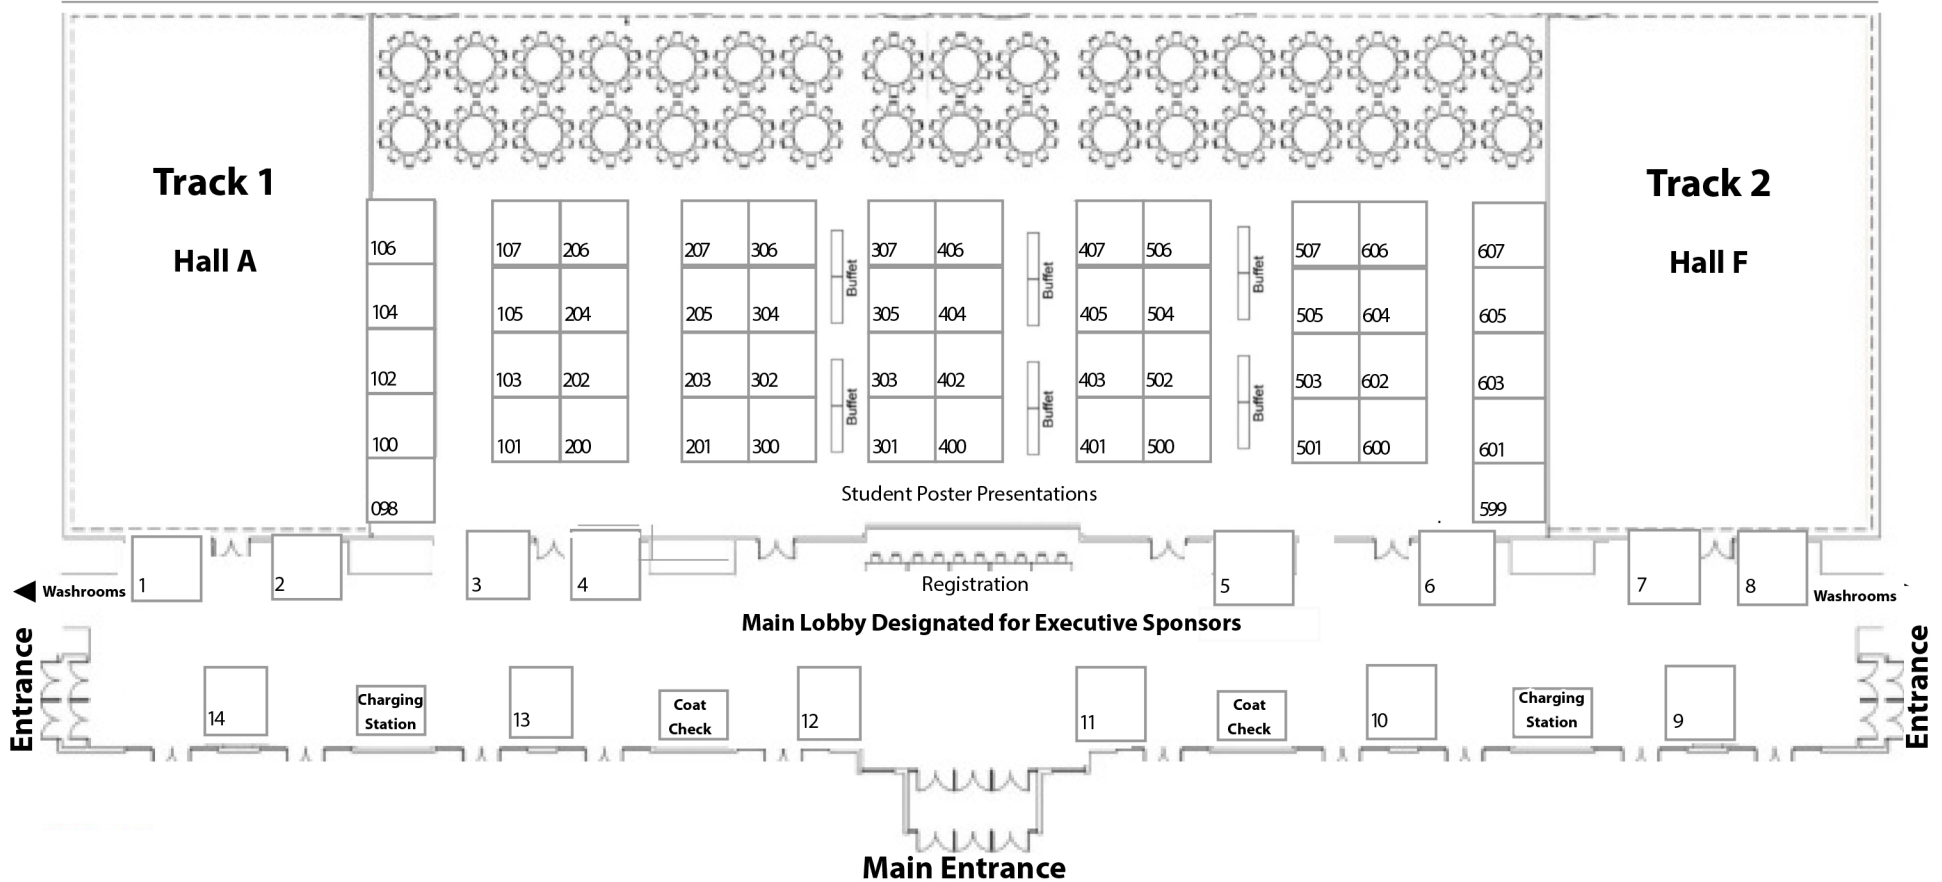 Track 1
Hall A
Track 2
Hall F
106 107 206 207 306 307 406 407 506 507 606 607
Buffet Buffet Buffet
104 105 204 205 304 305 404 405 504 505 604 605
102 103 202 203 302 303 402 403 502 503 602 603
Buffet Buffet Buffet
100 101 200 201 300 301 400 401 500 501 600 601
Student Poster Presentations
098 599
1 2 3 4 Registration 5 6 7 8
Washrooms Washrooms
Main Lobby Designated for Executive Sponsors
Entrance Entrance
14 Charging
Station 13 Coat
Check 12 11 Coat
Check 10 Charging
Station 9
Main Entrance